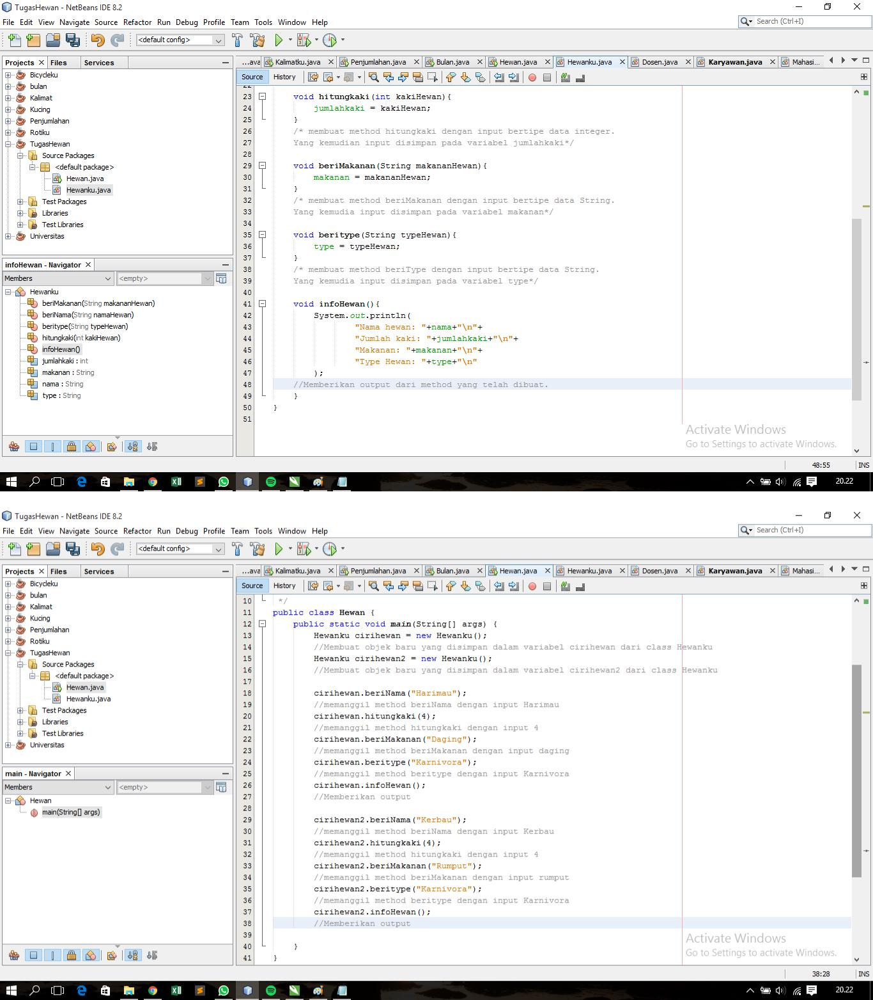 TugasHewan - NetBeans IDE 8.2
File Edit View Navigate Source Refactor Run Debug Profile Team Tools Window Help
Search (Ctrl+I)
<default config>
Projects Files Services
Bicycleku
bulan
Kalimat
Kucing
Penjumlahan
Rotiku
TugasHewan
Source Packages
<default package>
Hewan.java
Hewanku.java
Test Packages
Libraries
Test Libraries
Universitas
infoHewan - Navigator
Members <empty>
Hewanku
beriMakanan(String makananHewan)
beriNama(String namaHewan)
beritype(String typeHewan)
hitungkaki(int kakiHewan)
infoHewan()
jumlahkaki : int
makanan : String
nama : String
type : String
...ava Kalimatku.java Penjumlahan.java Bulan.java Hewan.java Hewanku.java Dosen.java Karyawan.java Mahasi...
Source History
22
23 void hitungkaki(int kakiHewan){
24 jumlahkaki = kakiHewan;
25 }
26 /* membuat method hitungkaki dengan input bertipe data integer.
27 Yang kemudian input disimpan pada variabel jumlahkaki*/
28
29 void beriMakanan(String makananHewan){
30 makanan = makananHewan;
31 }
32 /* membuat method beriMakanan dengan input bertipe data String.
33 Yang kemudia input disimpan pada variabel makanan*/
34
35 void beritype(String typeHewan){
36 type = typeHewan;
37 }
38 /* membuat method beriType dengan input bertipe data String.
39 Yang kemudia input disimpan pada variabel type*/
40
41 void infoHewan(){
42 System.out.println(
43 "Nama hewan: "+nama+"\n"+
44 "Jumlah kaki: "+jumlahkaki+"\n"+
45 "Makanan: "+makanan+"\n"+
46 "Type Hewan: "+type+"\n"
47 );
48 //Memberikan output dari method yang telah dibuat.
49 }
50 }
51
Activate Windows
Go to Settings to activate Windows.
48:55 INS
20.22
TugasHewan - NetBeans IDE 8.2
File Edit View Navigate Source Refactor Run Debug Profile Team Tools Window Help
Search (Ctrl+I)
<default config>
Projects Files Services
Bicycleku
bulan
Kalimat
Kucing
Penjumlahan
Rotiku
TugasHewan
Source Packages
<default package>
Hewan.java
Hewanku.java
Test Packages
Libraries
Test Libraries
Universitas
main - Navigator
Members <empty>
Hewan
main(String[] args)
...ava Kalimatku.java Penjumlahan.java Bulan.java Hewan.java Hewanku.java Dosen.java Karyawan.java Mahasi...
Source History
10 */
11 public class Hewan {
12 public static void main(String[] args) {
13 Hewanku cirihewan = new Hewanku();
14 //Membuat objek baru yang disimpan dalam variabel cirihewan dari class Hewanku
15 Hewanku cirihewan2 = new Hewanku();
16 //Membuat objek baru yang disimpan dalam variabel cirihewan2 dari class Hewanku
17
18 cirihewan.beriNama("Harimau");
19 //memanggil method beriNama dengan input Harimau
20 cirihewan.hitungkaki(4);
21 //memanggil method hitungkaki dengan input 4
22 cirihewan.beriMakanan("Daging");
23 //memanggil method beriMakanan dengan input daging
24 cirihewan.beritype("Karnivora");
25 //memanggil method beritype dengan input Karnivora
26 cirihewan.infoHewan();
27 //Memberikan output
28
29 cirihewan2.beriNama("Kerbau");
30 //memanggil method beriNama dengan input Kerbau
31 cirihewan2.hitungkaki(4);
32 //memanggil method hitungkaki dengan input 4
33 cirihewan2.beriMakanan("Rumput");
34 //memanggil method beriMakanan dengan input rumput
35 cirihewan2.beritype("Karnivora");
36 //memanggil method beritype dengan input Karnivora
37 cirihewan2.infoHewan();
38 //Memberikan output
39
40 }
41 }
Activate Windows
Go to Settings to activate Windows.
38:28 INS
20.22